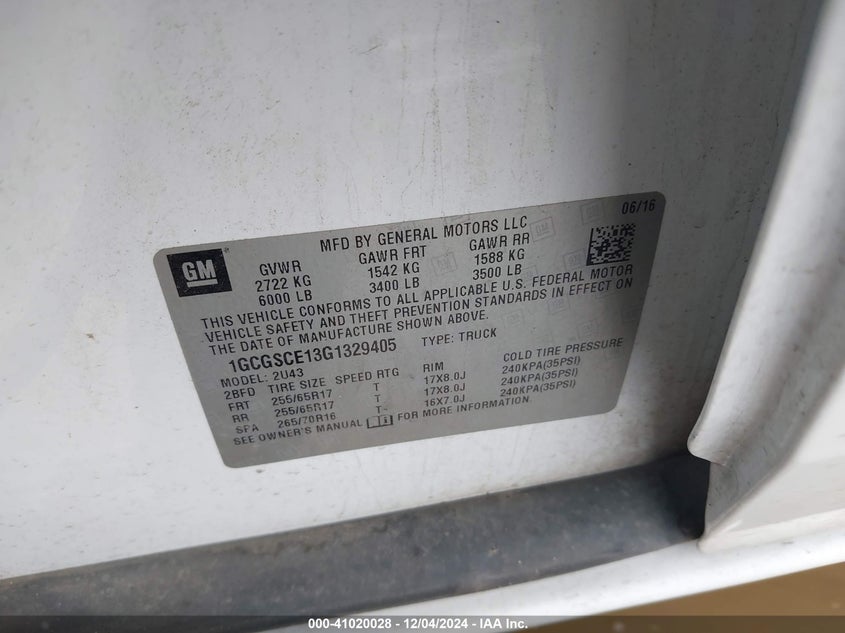 06/16
MFD BY GENERAL MOTORS LLC
GM
GVWR GAWR FRT GAWR RR
2722 KG 1542 KG 1588 KG
6000 LB 3400 LB 3500 LB
THIS VEHICLE CONFORMS TO ALL APPLICABLE U.S. FEDERAL MOTOR
VEHICLE SAFETY AND THEFT PREVENTION STANDARDS IN EFFECT ON
THE DATE OF MANUFACTURE SHOWN ABOVE.
1GCGSCE13G1329405 TYPE: TRUCK
MODEL: 2U43
2BFD TIRE SIZE SPEED RTG RIM COLD TIRE PRESSURE
FRT 255/65R17 T 17X8.0J 240KPA(35PSI)
RR 255/65R17 T 17X8.0J 240KPA(35PSI)
SPA 265/70R16 T 16X7.0J 240KPA(35PSI)
SEE OWNER'S MANUAL FOR MORE INFORMATION.
000-41020028 - 12/04/2024 - IAA Inc.